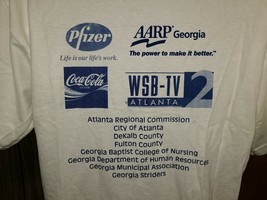 Pfizer
Life is our life's work.
AARP Georgia
The power to make it better.™
Coca-Cola
WSB-TV 2
ATLANTA
Atlanta Regional Commission
City of Atlanta
DeKalb County
Fulton County
Georgia Baptist College of Nursing
Georgia Department of Human Resources
Georgia Municipal Association
Georgia Striders